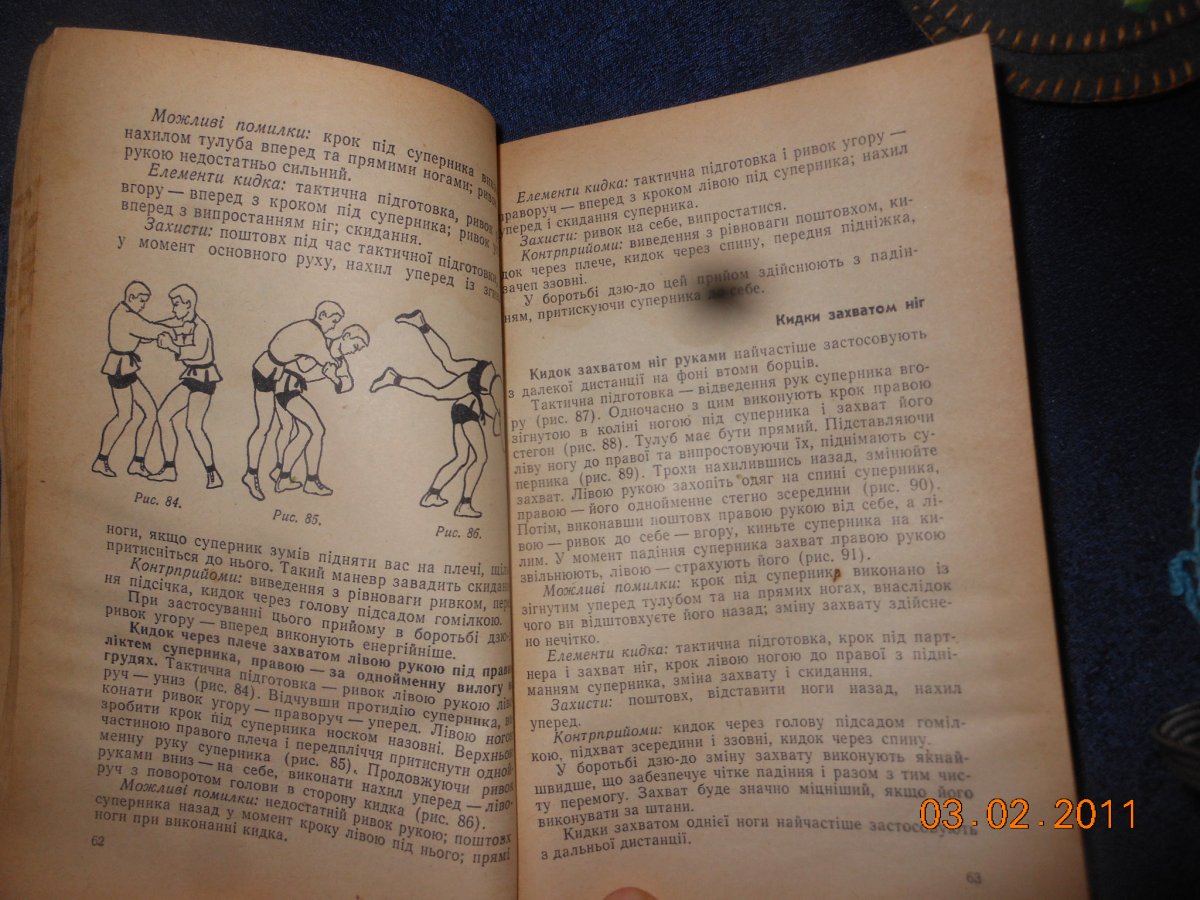 Можливі помилки: крок під суперника
нахилом тулуба вперед та прямими ногами;
рукою недостатньо сильний.
Елементи кидка: тактична підготовка, ривок
вгору — вперед з кроком під суперника; ривок
вперед з випростанням ніг; скидання.
Захисти: поштовх під час тактичної підготовки,
у момент основного руху, нахил уперед із
Рис. 84.
Рис. 85.
Рис. 86.
ноги, якщо суперник зумів підняти вас на плечі,
притисніться до нього. Такий маневр завадить
Контрприйоми: виведення з рівноваги ривком,
ня підсічка, кидок через голову підсадом гомілкою.
При застосуванні цього прийому в боротьбі
ривок угору — вперед виконують енергійніше.
Кидок через плече захватом лівою рукою під
ліктем суперника, правою — за однойменну вилогу
грудях. Тактична підготовка — ривок лівою рукою
руч — униз (рис. 84). Відчувши протидію суперника,
конати ривок угору — праворуч — уперед. Лівою
зробити крок під суперника носком назовні. Верхньою
частиною правого плеча і передпліччя притиснути одной-
менну руку суперника (рис. 85). Продовжуючи ривок
руками вниз — на себе, виконати нахил уперед — ліво-
руч з поворотом голови в сторону кидка (рис. 86).
Можливі помилки: недостатній ривок рукою; поштовх
суперника назад у момент кроку лівою під нього; прямі
ноги при виконанні кидка.
62
Елементи кидка: тактична підготовка і ривок угору —
праворуч — вперед з кроком лівою під суперника; нахил
уперед і скидання суперника.
Захисти: ривок на себе, випростатися.
Контрприйоми: виведення з рівноваги поштовхом, ки-
док через плече, кидок через спину, передня підніжка,
зачеп ззовні.
У боротьбі дзю-до цей прийом здійснюють з падін-
ням, притискуючи суперника до себе.
Кидки захватом ніг
Кидок захватом ніг руками найчастіше застосовують
з далекої дистанції на фоні втоми борців.
Тактична підготовка — відведення рук суперника вго-
ру (рис. 87). Одночасно з цим виконують крок правою
зігнутою в коліні ногою під суперника і захват його
стегон (рис. 88). Тулуб має бути прямий. Підставляючи
ліву ногу до правої та випростовуючи їх, піднімають су-
перника (рис. 89). Трохи нахилившись назад, змінюйте
захват. Лівою рукою захопіть одяг на спині суперника,
правою — його однойменне стегно зсередини (рис. 90).
Потім, виконавши поштовх правою рукою від себе, а лі-
вою — ривок до себе — вгору, киньте суперника на ки-
лим. У момент падіння суперника захват правою рукою
звільнюють, лівою — страхують його (рис. 91).
Можливі помилки: крок під суперника виконано із
зігнутим уперед тулубом та на прямих ногах, внаслідок
чого ви відштовхуєте його назад; зміну захвату здійсне-
но нечітко.
Елементи кидка: тактична підготовка, крок під парт-
нера і захват ніг, крок лівою ногою до правої з підні-
манням суперника, зміна захвату і скидання.
Захисти: поштовх, відставити ноги назад, нахил
уперед.
Контрприйоми: кидок через голову підсадом гоміл-
кою, підхват зсередини і ззовні, кидок через спину.
У боротьбі дзю-до зміну захвату виконують якнай-
швидше, що забезпечує чітке падіння і разом з тим чис-
ту перемогу. Захват буде значно міцніший, якщо його
виконувати за штани.
Кидки захватом однієї ноги найчастіше застосовують
з дальньої дистанції.
63
03.02.2011